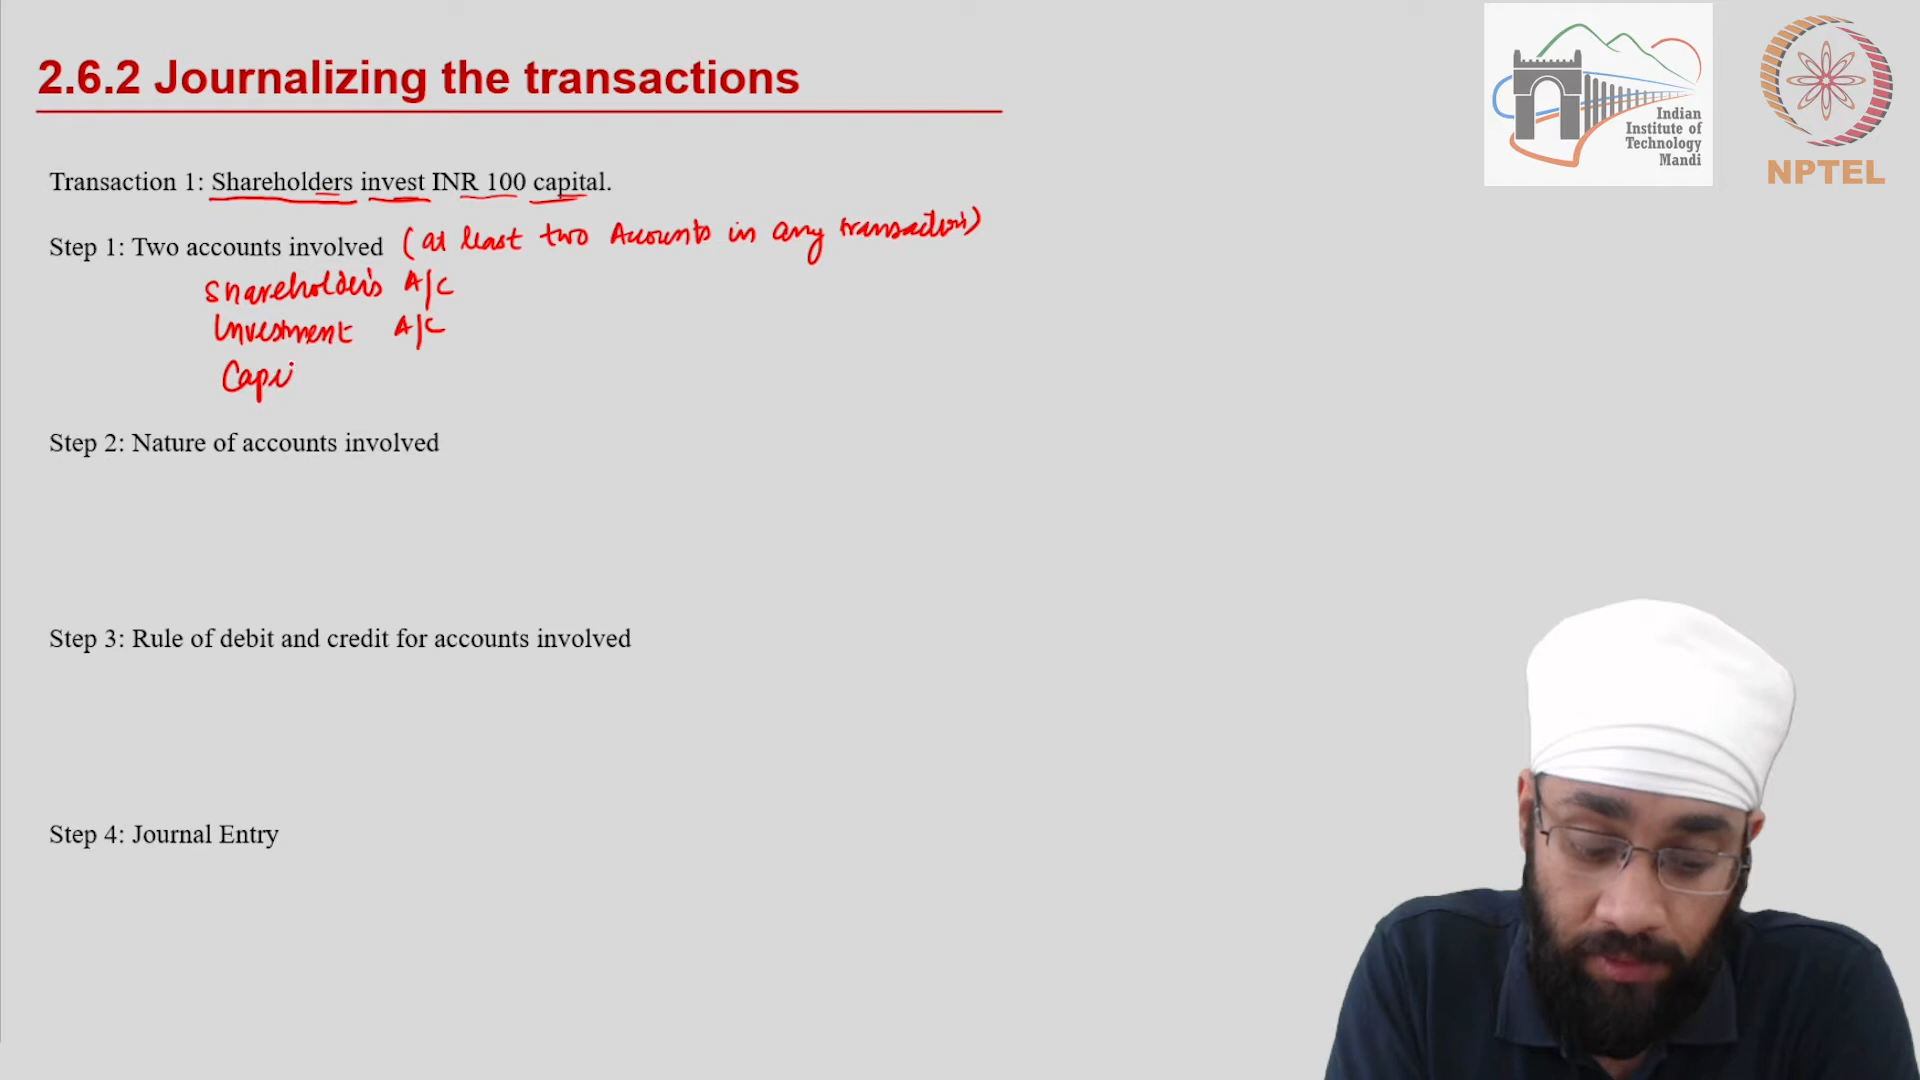 2.6.2 Journalizing the transactions
Indian
Institute of
Technology
Mandi
NPTEL
Transaction 1: Shareholders invest INR 100 capital.
Step 1: Two accounts involved (at least two Accounts in any transaction)
Shareholder's A/C
Investment A/C
Capi
Step 2: Nature of accounts involved
Step 3: Rule of debit and credit for accounts involved
Step 4: Journal Entry